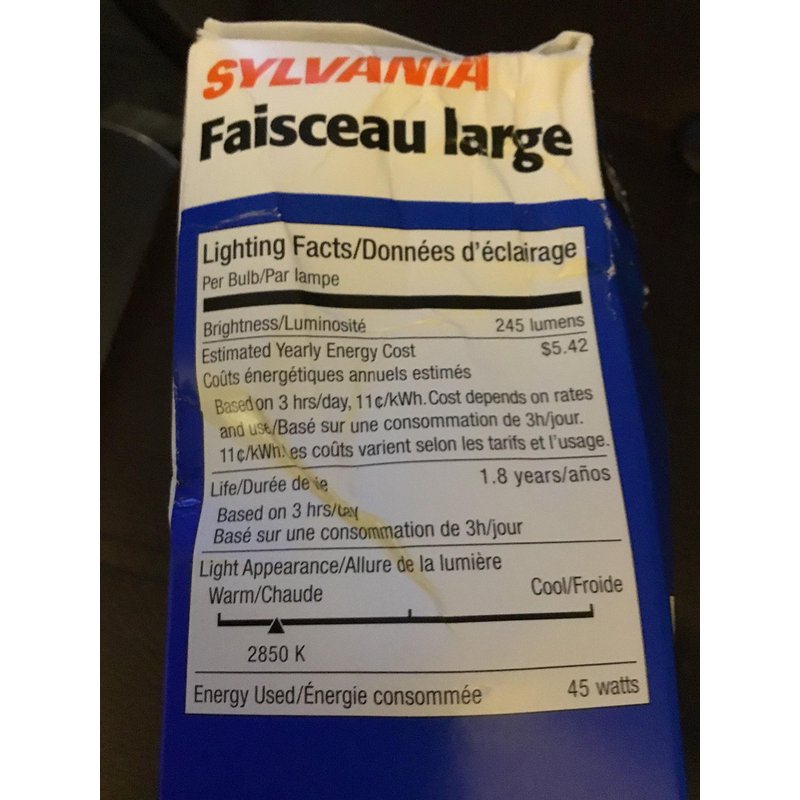 SYLVANIA
Faisceau large
Lighting Facts/Données d'éclairage
Per Bulb/Par lampe
Brightness/Luminosité 245 lumens
Estimated Yearly Energy Cost $5.42
Coûts énergétiques annuels estimés
Based on 3 hrs/day, 11¢/kWh. Cost depends on rates
and use/Basé sur une consommation de 3h/jour.
11¢/kWh. es coûts varient selon les tarifs et l'usage.
Life/Durée de ie 1.8 years/años
Based on 3 hrs/day
Basé sur une consommation de 3h/jour
Light Appearance/Allure de la lumière
Warm/Chaude Cool/Froide
2850 K
Energy Used/Énergie consommée 45 watts